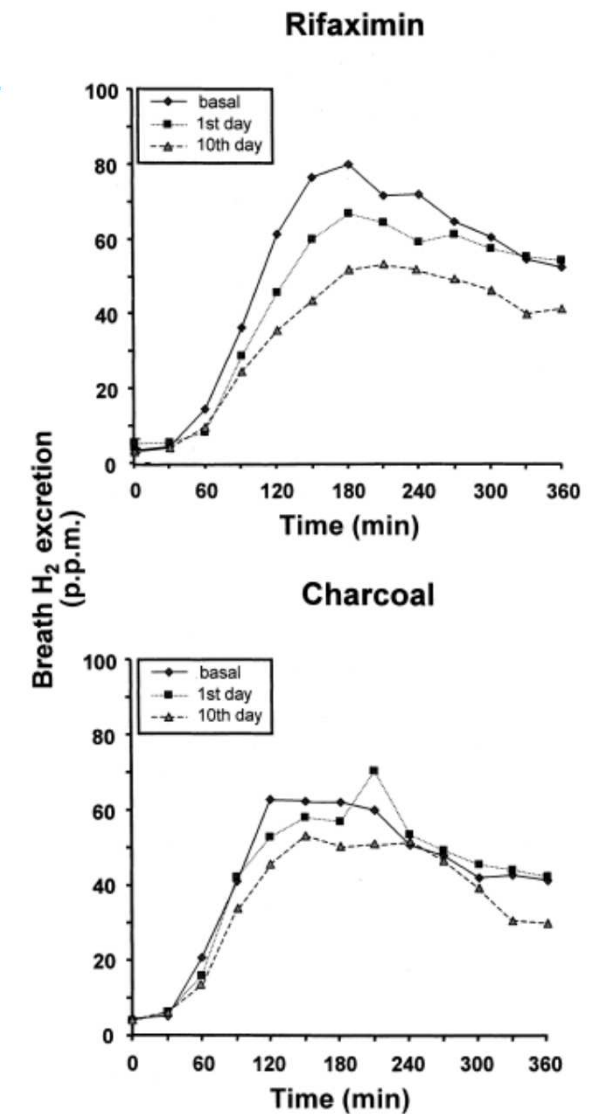 Rifaximin
100
80
60
40
20
0
basal
1st day
10th day
0 60 120 180 240 300 360
Time (min)
Breath H₂ excretion
(p.p.m.)
Charcoal
100
80
60
40
20
0
basal
1st day
10th day
0 60 120 180 240 300 360
Time (min)